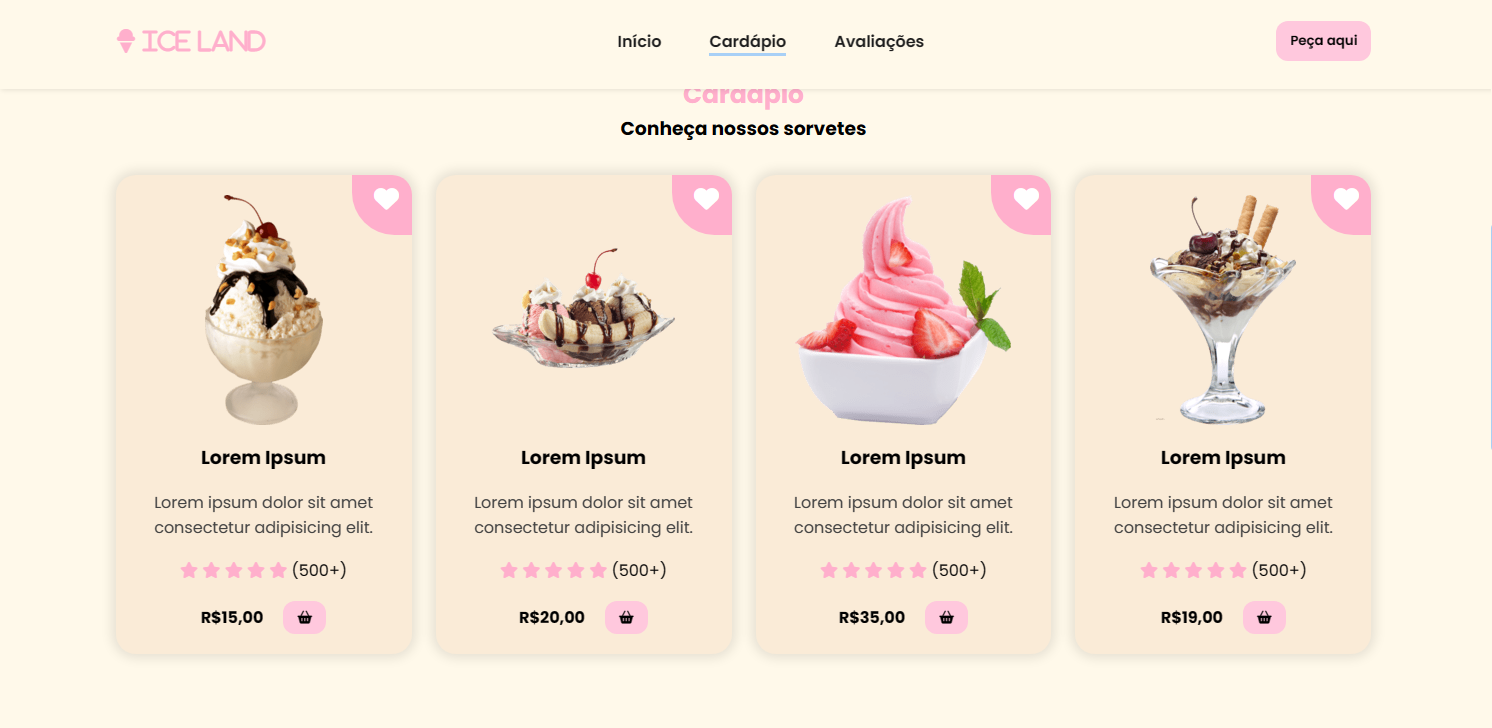 ICE LAND
Início
Cardápio
Avaliações
Peça aqui
Cardápio
Conheça nossos sorvetes
Lorem Ipsum
Lorem ipsum dolor sit amet
consectetur adipisicing elit.
(500+)
R$15,00
Lorem Ipsum
Lorem ipsum dolor sit amet
consectetur adipisicing elit.
(500+)
R$20,00
Lorem Ipsum
Lorem ipsum dolor sit amet
consectetur adipisicing elit.
(500+)
R$35,00
Lorem Ipsum
Lorem ipsum dolor sit amet
consectetur adipisicing elit.
(500+)
R$19,00